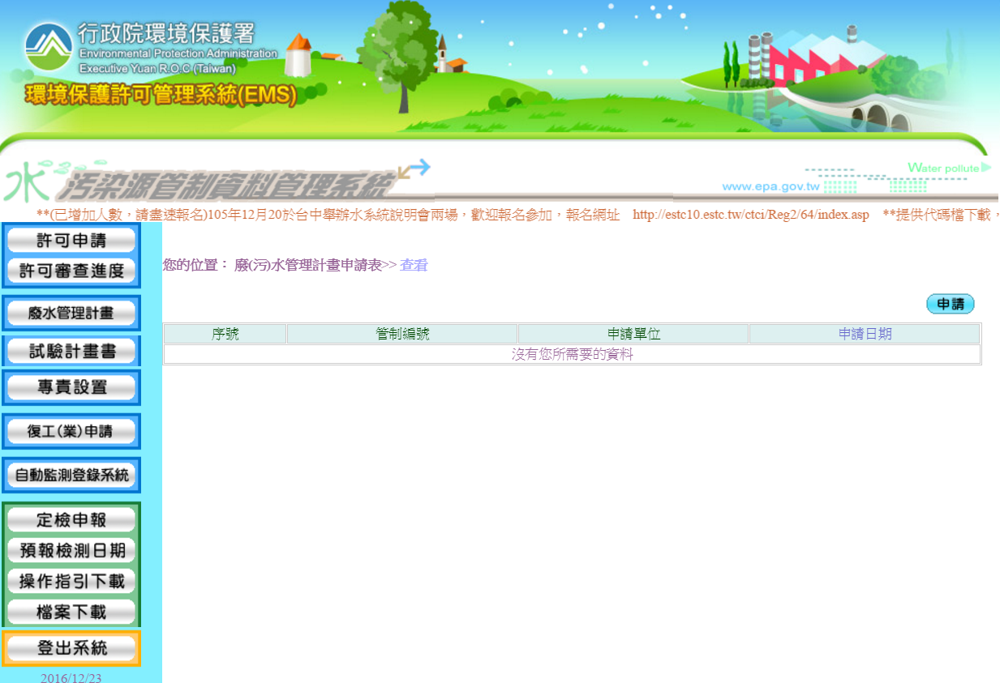 行政院環境保護署
Environmental Protection Administration
Executive Yuan R.O.C (Taiwan)
環境保護許可管理系統(EMS)
水 污染源管制資料管理系統
Water pollute
www.epa.gov.tw
**(已增加人數，請盡速報名)105年12月20於台中舉辦水系統說明會兩場，歡迎報名參加，報名網址 http://estc10.estc.tw/ctci/Reg2/64/index.asp **提供代碼檔下載，
許可申請
許可審查進度
廢水管理計畫
試驗計畫書
專責設置
復工(業)申請
自動監測登錄系統
定檢申報
預報檢測日期
操作指引下載
檔案下載
登出系統
2016/12/23
您的位置： 廢(污)水管理計畫申請表>> 查看
申請
序號 管制編號 申請單位 申請日期
沒有您所需要的資料